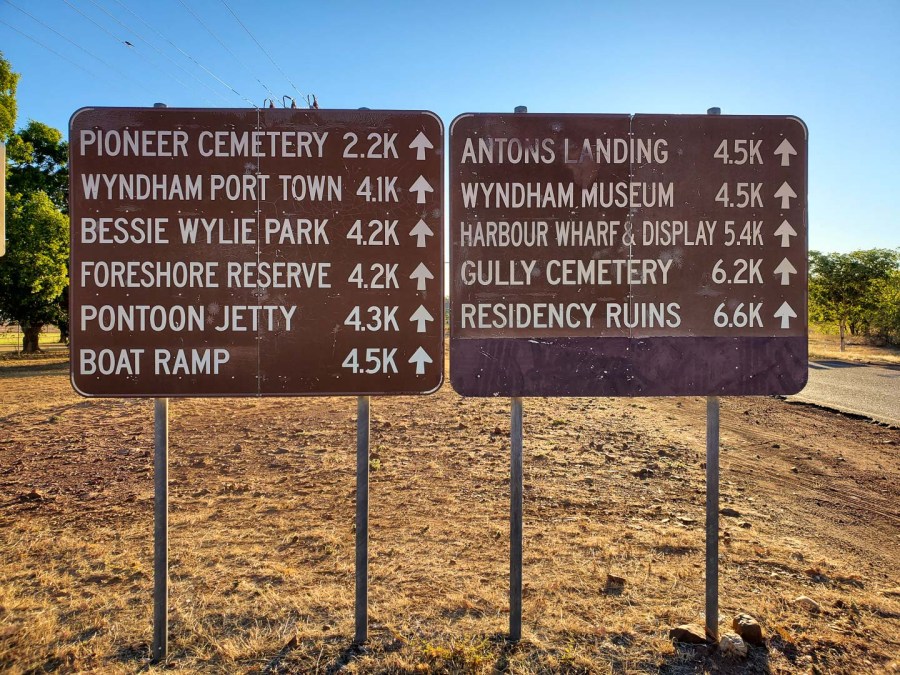 PIONEER CEMETERY 2.2K
WYNDHAM PORT TOWN 4.1K
BESSIE WYLIE PARK 4.2K
FORESHORE RESERVE 4.2K
PONTOON JETTY 4.3K
BOAT RAMP 4.5K
ANTONS LANDING 4.5K
WYNDHAM MUSEUM 4.5K
HARBOUR WHARF & DISPLAY 5.4K
GULLY CEMETERY 6.2K
RESIDENCY RUINS 6.6K